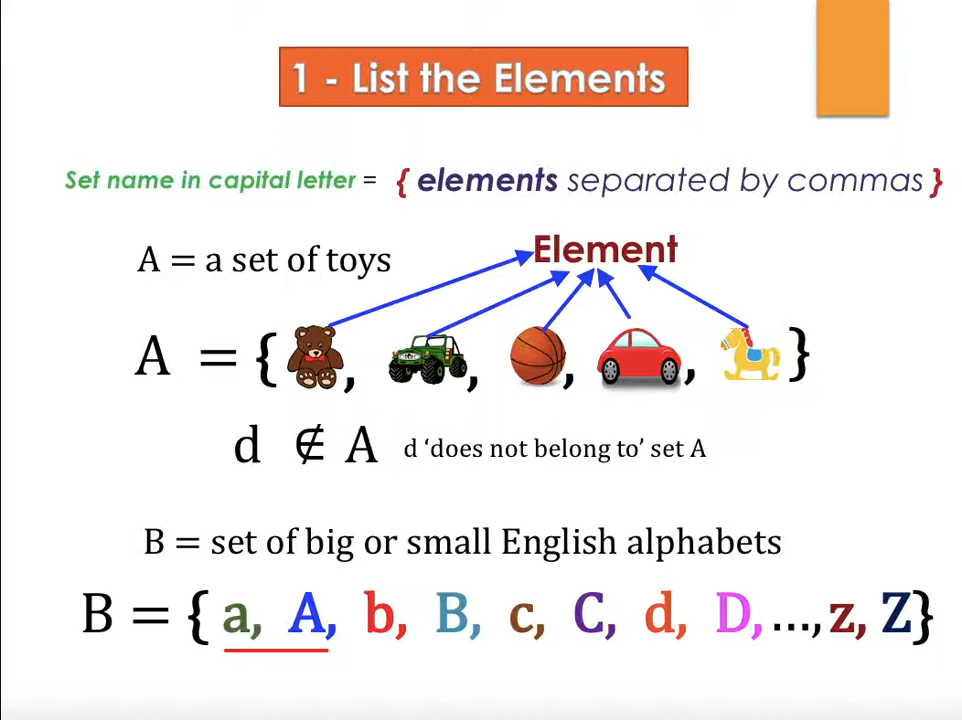 1 - List the Elements
Set name in capital letter = { elements separated by commas }
Element
A = a set of toys
A = { , , , , }
d ∉ A d ‘does not belong to’ set A
B = set of big or small English alphabets
B = { a, A, b, B, c, C, d, D, ..., z, Z}